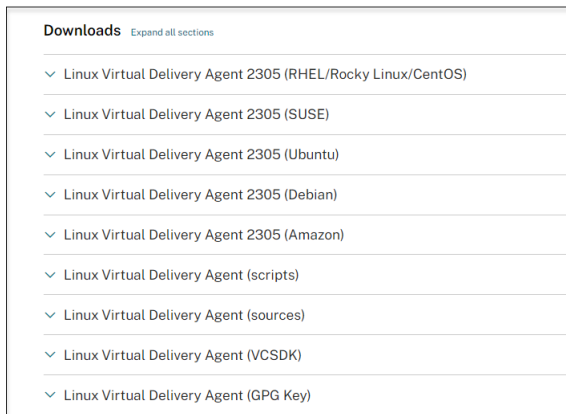 Downloads Expand all sections
Linux Virtual Delivery Agent 2305 (RHEL/Rocky Linux/CentOS)
Linux Virtual Delivery Agent 2305 (SUSE)
Linux Virtual Delivery Agent 2305 (Ubuntu)
Linux Virtual Delivery Agent 2305 (Debian)
Linux Virtual Delivery Agent 2305 (Amazon)
Linux Virtual Delivery Agent (scripts)
Linux Virtual Delivery Agent (sources)
Linux Virtual Delivery Agent (VCSDK)
Linux Virtual Delivery Agent (GPG Key)